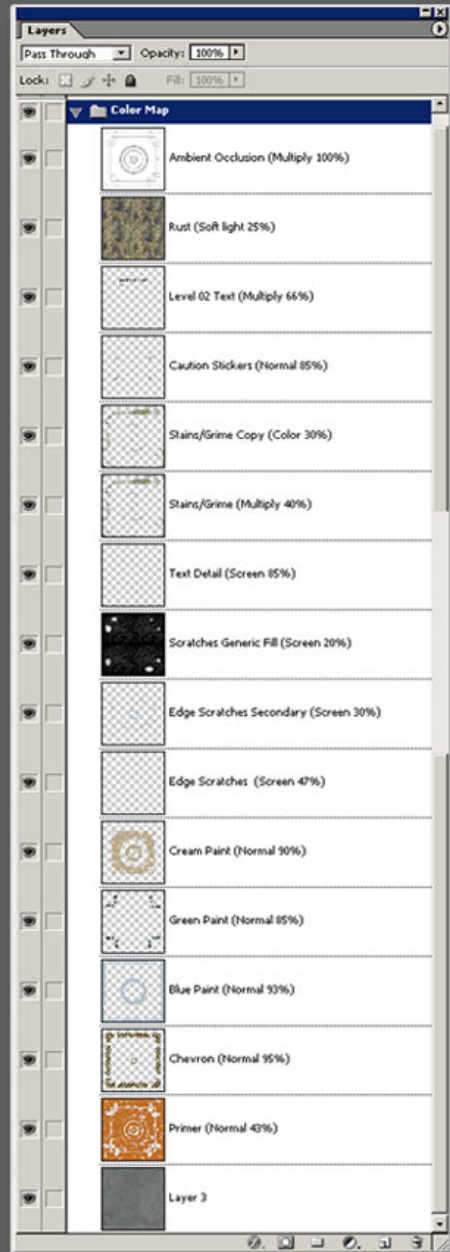 Layers
Pass Through Opacity: 100%
Lock: Fill: 100%
Color Map
Ambient Occlusion (Multiply 100%)
Rust (Soft light 25%)
Level 02 Text (Multiply 66%)
Caution Stickers (Normal 85%)
Stains/Grime Copy (Color 30%)
Stains/Grime (Multiply 40%)
Text Detail (Screen 85%)
Scratches Generic Fill (Screen 20%)
Edge Scratches Secondary (Screen 30%)
Edge Scratches (Screen 47%)
Cream Paint (Normal 90%)
Green Paint (Normal 85%)
Blue Paint (Normal 93%)
Chevron (Normal 95%)
Primer (Normal 43%)
Layer 3